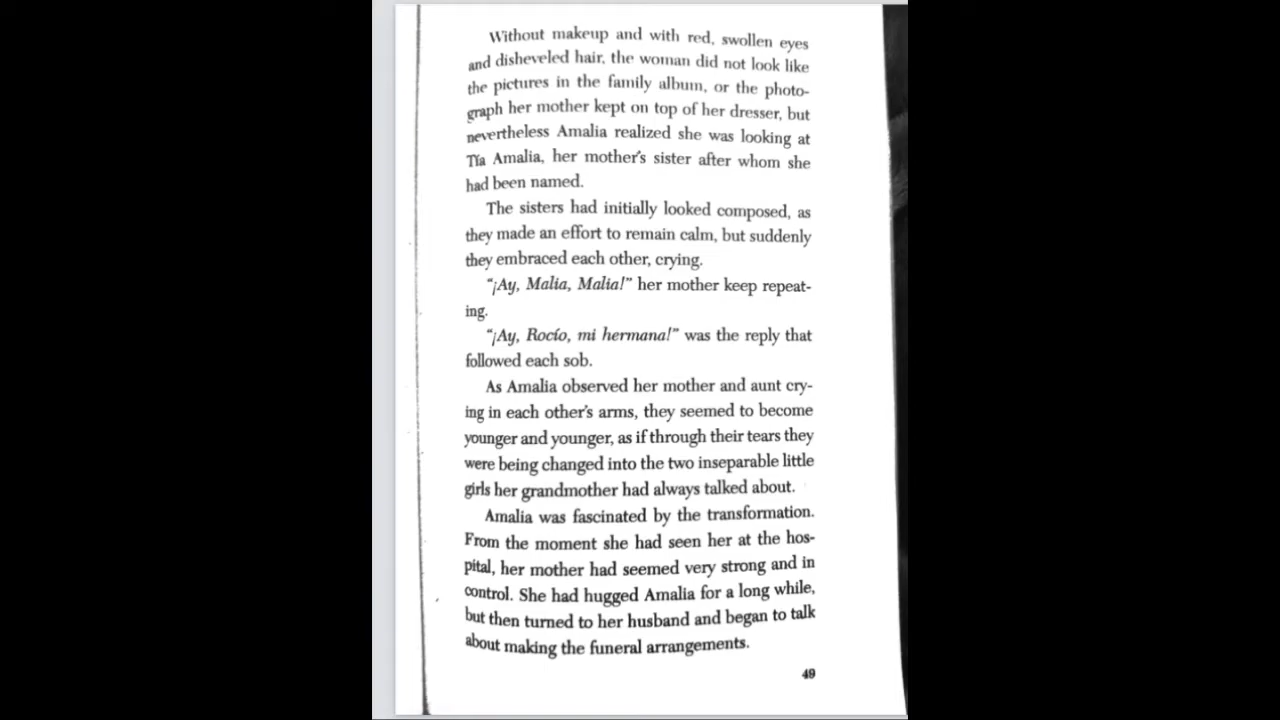 Without makeup and with red, swollen eyes
and disheveled hair, the woman did not look like
the pictures in the family album, or the photo-
graph her mother kept on top of her dresser, but
nevertheless Amalia realized she was looking at
Tía Amalia, her mother's sister after whom she
had been named.
The sisters had initially looked composed, as
they made an effort to remain calm, but suddenly
they embraced each other, crying.
"¡Ay, Malia, Malia!" her mother keep repeat-
ing.
"¡Ay, Rocío, mi hermana!" was the reply that
followed each sob.
As Amalia observed her mother and aunt cry-
ing in each other's arms, they seemed to become
younger and younger, as if through their tears they
were being changed into the two inseparable little
girls her grandmother had always talked about.
Amalia was fascinated by the transformation.
From the moment she had seen her at the hos-
pital, her mother had seemed very strong and in
control. She had hugged Amalia for a long while,
but then turned to her husband and began to talk
about making the funeral arrangements.
49